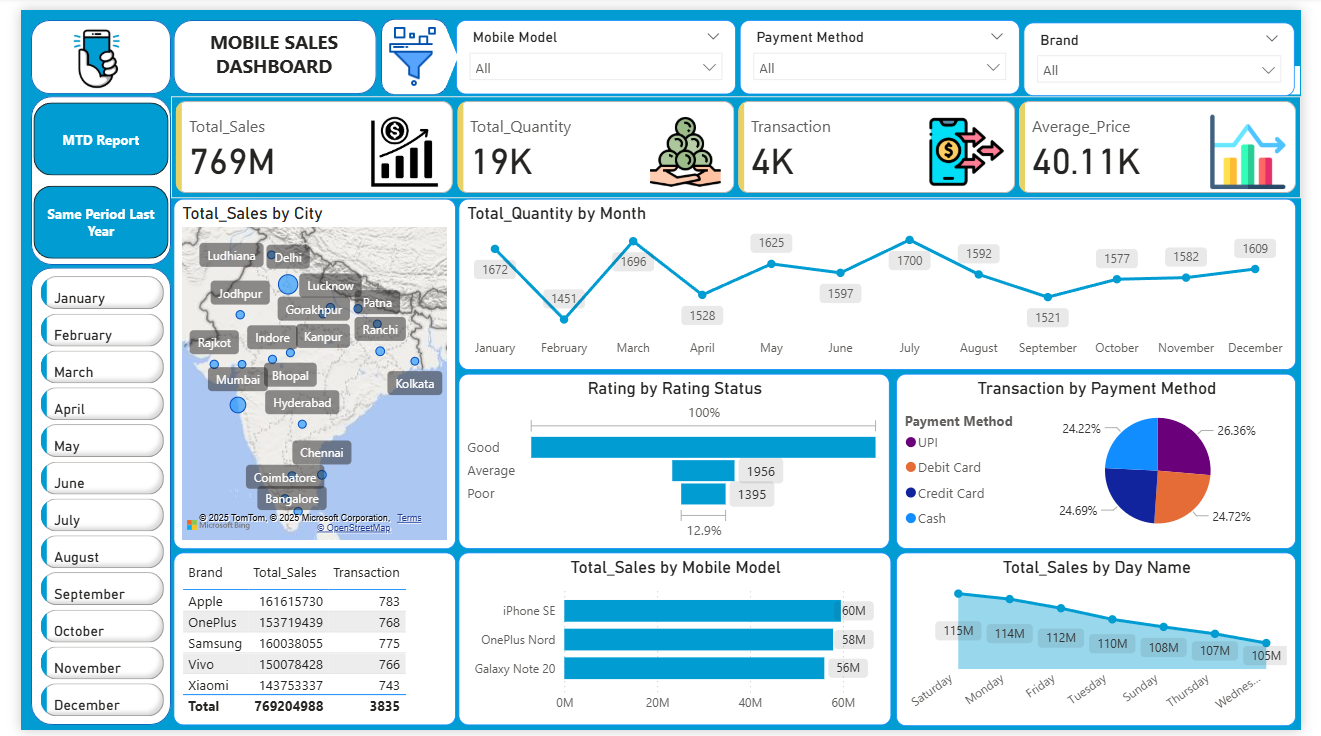 MOBILE SALES
DASHBOARD
Mobile Model
All
Payment Method
All
Brand
All
MTD Report
Same Period Last
Year
January
February
March
April
May
June
July
August
September
October
November
December
Total_Sales
769M
Total_Quantity
19K
Transaction
4K
Average_Price
40.11K
Total_Sales by City
Ludhiana
Delhi
Lucknow
Jodhpur
Gorakhpur
Patna
Rajkot
Indore
Kanpur
Ranchi
Mumbai
Bhopal
Kolkata
Hyderabad
Chennai
Coimbatore
Bangalore
© 2025 TomTom, © 2025 Microsoft Corporation, Terms
Microsoft Bing
© OpenStreetMap
Total_Quantity by Month
1672
1451
1696
1528
1625
1597
1700
1592
1521
1577
1582
1609
January February March April May June July August September October November December
Rating by Rating Status
100%
Good
Average 1956
Poor 1395
12.9%
Transaction by Payment Method
Payment Method
UPI
Debit Card
Credit Card
Cash
24.22%
26.36%
24.69%
24.72%
Brand Total_Sales Transaction
Apple 161615730 783
OnePlus 153719439 768
Samsung 160038055 775
Vivo 150078428 766
Xiaomi 143753337 743
Total 769204988 3835
Total_Sales by Mobile Model
iPhone SE 60M
OnePlus Nord 58M
Galaxy Note 20 56M
0M 20M 40M 60M
Total_Sales by Day Name
115M
114M
112M
110M
108M
107M
105M
Saturday
Monday
Friday
Tuesday
Sunday
Thursday
Wednes...